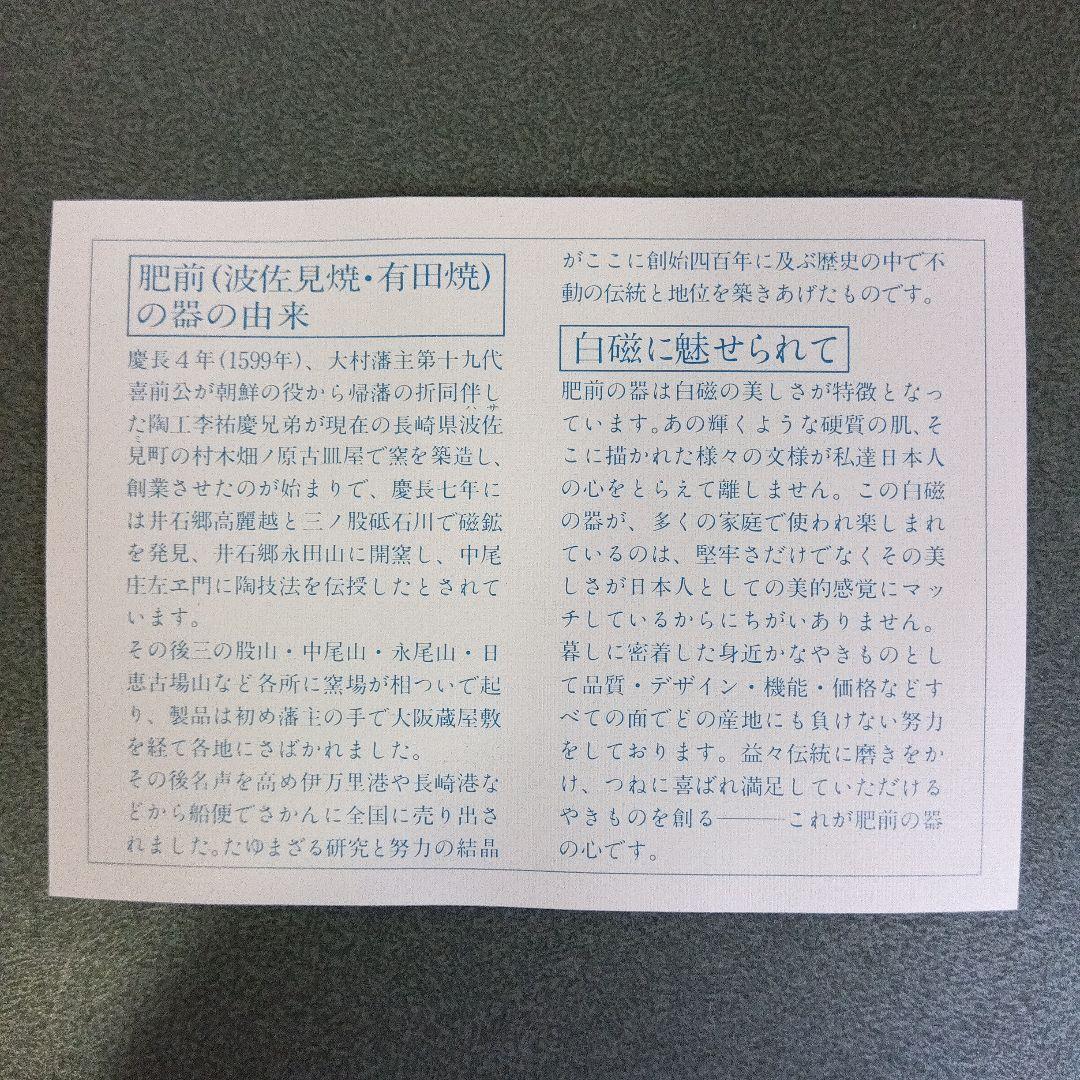 肥前(波佐見焼・有田焼)
の器の由来
慶長4年(1599年)、大村藩主第十九代
喜前公が朝鮮の役から帰藩の折同伴し
た陶工李祐慶兄弟が現在の長崎県波佐
見町の村木畑ノ原古皿屋で窯を築造し、
創業させたのが始まりで、慶長七年に
は井石郷高麗越と三ノ股砥石川で磁鉱
を発見、井石郷永田山に開窯し、中尾
庄左ヱ門に陶技法を伝授したとされて
います。
その後三の股山・中尾山・永尾山・日
恵古場山など各所に窯場が相ついで起
り、製品は初め藩主の手で大阪蔵屋敷
を経て各地にさばかれました。
その後名声を高め伊万里港や長崎港な
どから船便でさかんに全国に売り出さ
れました。たゆまざる研究と努力の結晶
がここに創始四百年に及ぶ歴史の中で不
動の伝統と地位を築きあげたものです。
白磁に魅せられて
肥前の器は白磁の美しさが特徴となっ
ています。あの輝くような硬質の肌、そ
こに描かれた様々の文様が私達日本人
の心をとらえて離しません。この白磁
の器が、多くの家庭で使われ楽しまれ
ているのは、堅牢さだけでなくその美
しさが日本人としての美的感覚にマッ
チしているからにちがいありません。
暮しに密着した身近かなやきものとし
て品質・デザイン・機能・価格などす
べての面でどの産地にも負けない努力
をしております。益々伝統に磨きをか
け、つねに喜ばれ満足していただける
やきものを創る───これが肥前の器
の心です。